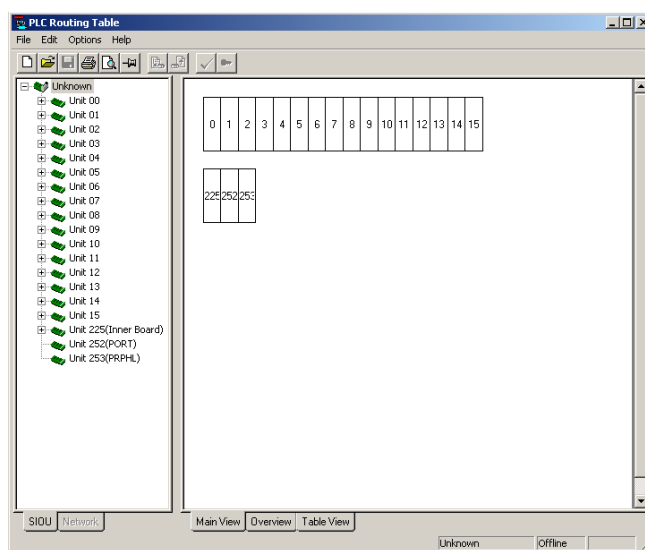 PLC Routing Table
File Edit Options Help
Unknown
Unit 00
Unit 01
Unit 02
Unit 03
Unit 04
Unit 05
Unit 06
Unit 07
Unit 08
Unit 09
Unit 10
Unit 11
Unit 12
Unit 13
Unit 14
Unit 15
Unit 225(Inner Board)
Unit 252(PORT)
Unit 253(PRPHL)
0 1 2 3 4 5 6 7 8 9 10 11 12 13 14 15
225 252 253
SIOU Network
Main View Overview Table View
Unknown Offline